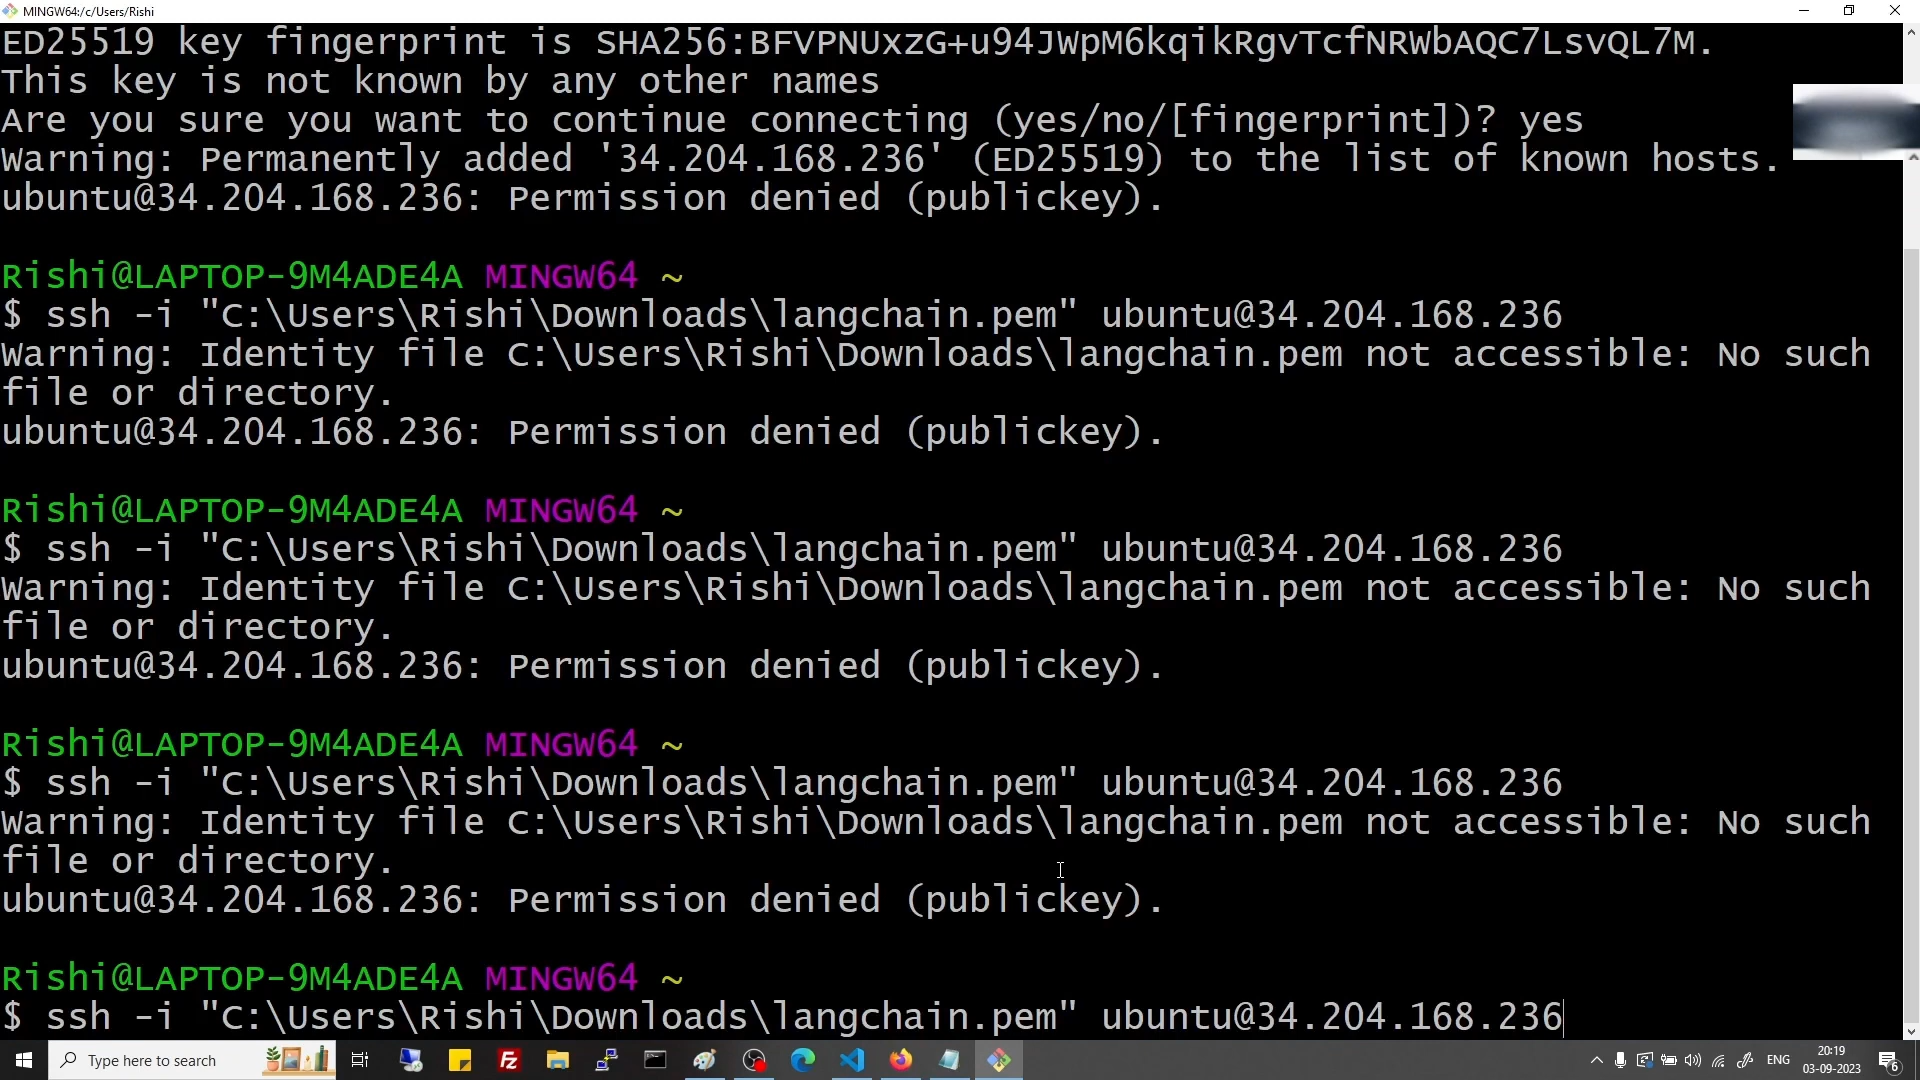 MINGW64:/c/Users/Rishi
ED25519 key fingerprint is SHA256:BFVPNUxzG+u94JWpM6kqikRgvTcfNRWbAQC7LsvQL7M.
This key is not known by any other names
Are you sure you want to continue connecting (yes/no/[fingerprint])? yes
Warning: Permanently added '34.204.168.236' (ED25519) to the list of known hosts.
ubuntu@34.204.168.236: Permission denied (publickey).
Rishi@LAPTOP-9M4ADE4A MINGW64 ~
$ ssh -i "C:\Users\Rishi\Downloads\langchain.pem" ubuntu@34.204.168.236
Warning: Identity file C:\Users\Rishi\Downloads\langchain.pem not accessible: No such
file or directory.
ubuntu@34.204.168.236: Permission denied (publickey).
Rishi@LAPTOP-9M4ADE4A MINGW64 ~
$ ssh -i "C:\Users\Rishi\Downloads\langchain.pem" ubuntu@34.204.168.236
Warning: Identity file C:\Users\Rishi\Downloads\langchain.pem not accessible: No such
file or directory.
ubuntu@34.204.168.236: Permission denied (publickey).
Rishi@LAPTOP-9M4ADE4A MINGW64 ~
$ ssh -i "C:\Users\Rishi\Downloads\langchain.pem" ubuntu@34.204.168.236
Warning: Identity file C:\Users\Rishi\Downloads\langchain.pem not accessible: No such
file or directory.
ubuntu@34.204.168.236: Permission denied (publickey).
Rishi@LAPTOP-9M4ADE4A MINGW64 ~
$ ssh -i "C:\Users\Rishi\Downloads\langchain.pem" ubuntu@34.204.168.236
Type here to search
Fz
ENG
20:19
03-09-2023
6